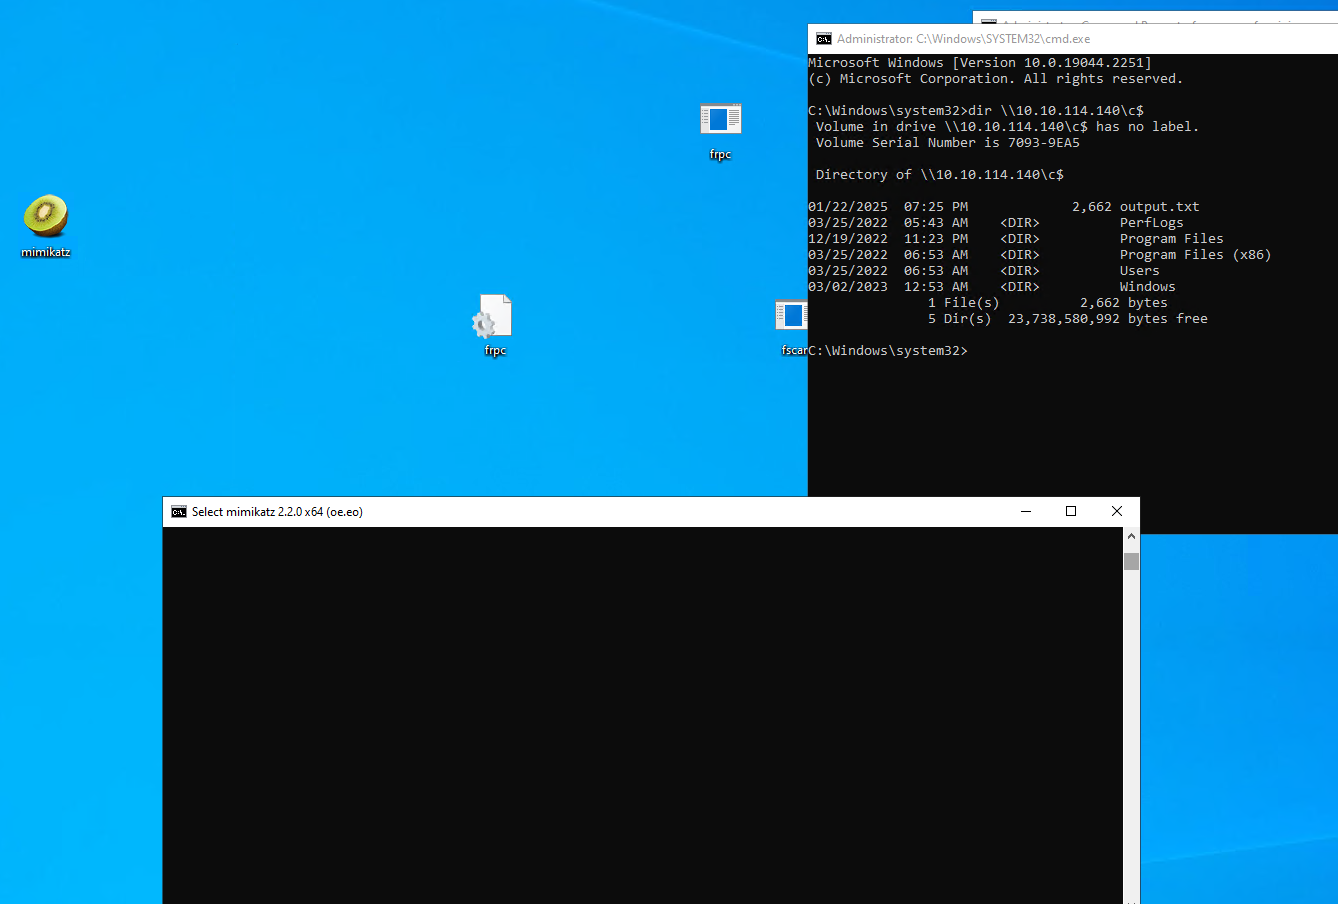 Administrator: C:\Windows\SYSTEM32\cmd.exe
Microsoft Windows [Version 10.0.19044.2251]
(c) Microsoft Corporation. All rights reserved.
C:\Windows\system32>dir \\10.10.114.140\c$
 Volume in drive \\10.10.114.140\c$ has no label.
 Volume Serial Number is 7093-9EA5
 Directory of \\10.10.114.140\c$
01/22/2025  07:25 PM             2,662 output.txt
03/25/2022  05:43 AM    <DIR>          PerfLogs
12/19/2022  11:23 PM    <DIR>          Program Files
03/25/2022  06:53 AM    <DIR>          Program Files (x86)
03/25/2022  06:53 AM    <DIR>          Users
03/02/2023  12:53 AM    <DIR>          Windows
               1 File(s)          2,662 bytes
               5 Dir(s)  23,738,580,992 bytes free
C:\Windows\system32>
frpc
mimikatz
frpc
fscan
Select mimikatz 2.2.0 x64 (oe.eo)